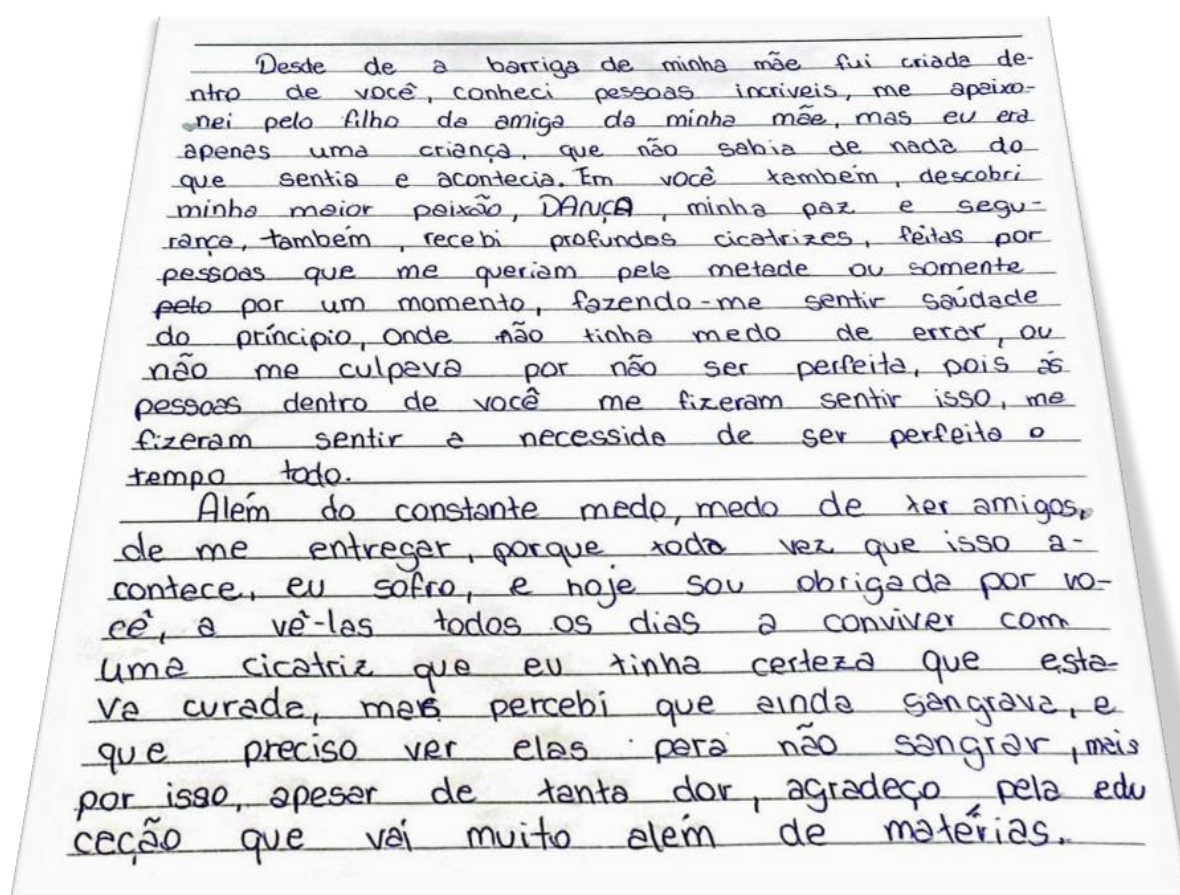 Desde de a barriga de minha mãe fui criada de-
ntro de você, conheci pessoas incriveis, me apaixo-
nei pelo filho da amiga da minha mãe, mas eu era
apenas uma criança, que não sabia de nada do
que sentia e acontecia. Em você também, descobri
minha maior paixão, DANÇA, minha paz e segu-
rança, também, recebi profundas cicatrizes, feitas por
pessoas que me queriam pela metade ou somente
pelo por um momento, fazendo-me sentir saúdade
do príncipio, onde não tinha medo de errar, ou
não me culpava por não ser perfeita, pois as
pessoas dentro de você me fizeram sentir isso, me
fizeram sentir a necessida de ser perfeita o
tempo todo.
Além do constante medo, medo de ter amigos,
de me entregar, porque toda vez que isso a-
contece, eu sofro, e hoje sou obrigada por vo-
cê, a vê-las todos os dias a conviver com
uma cicatriz que eu tinha certeza que esta-
va curada, mas percebi que ainda sangrava, e
que preciso ver elas para não sangrar, mais
por isso, apesar de tanta dor, agradeço pela edu
cação que vai muito além de matérias.